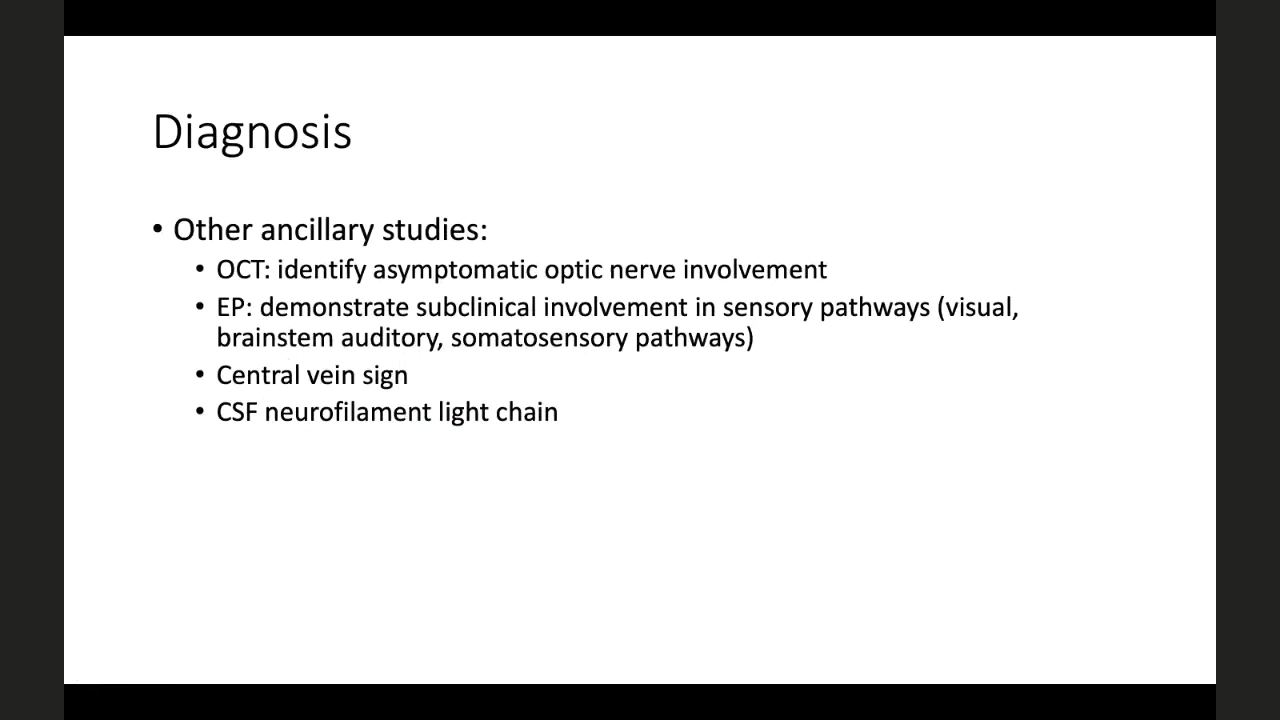 Diagnosis
• Other ancillary studies:
• OCT: identify asymptomatic optic nerve involvement
• EP: demonstrate subclinical involvement in sensory pathways (visual,
brainstem auditory, somatosensory pathways)
• Central vein sign
• CSF neurofilament light chain